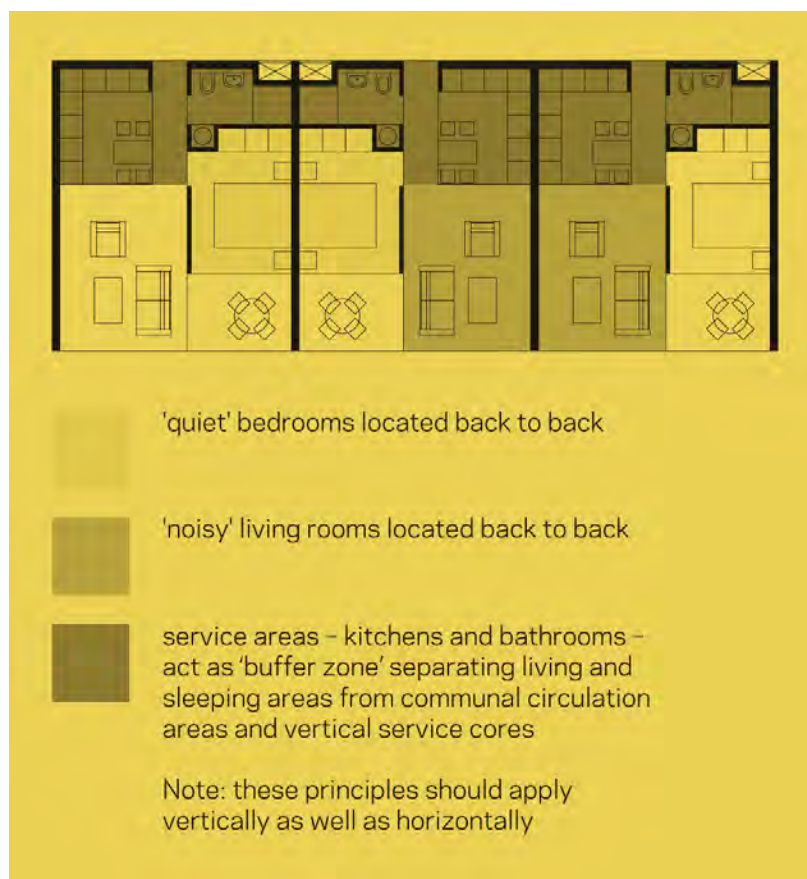 'quiet' bedrooms located back to back
'noisy' living rooms located back to back
service areas – kitchens and bathrooms –
act as ‘buffer zone’ separating living and
sleeping areas from communal circulation
areas and vertical service cores
Note: these principles should apply
vertically as well as horizontally